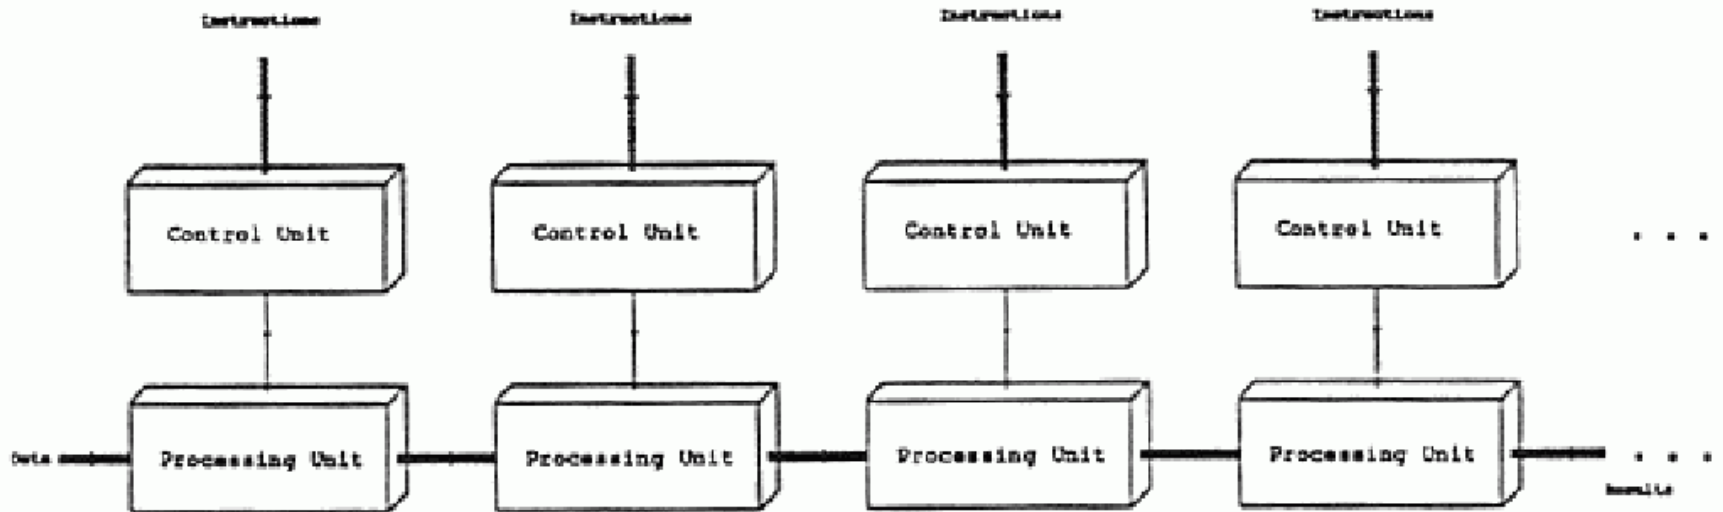 Instructions Instructions Instructions Instructions
Control Unit Control Unit Control Unit Control Unit . . .
Data Processing Unit Processing Unit Processing Unit Processing Unit . . .
Results